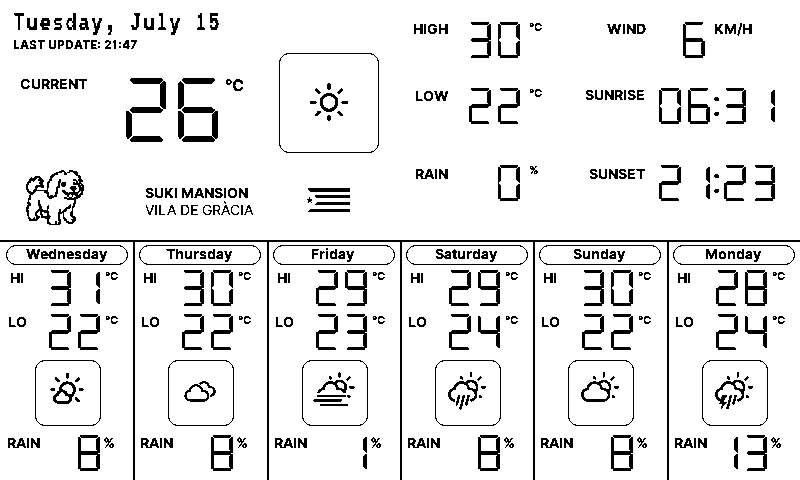 Tuesday, July 15
LAST UPDATE: 21:47
CURRENT 26 °C
SUKI MANSION
VILA DE GRÀCIA
HIGH 30 °C
LOW 22 °C
RAIN 0 %
WIND 6 KM/H
SUNRISE 06:31
SUNSET 21:23
Wednesday
HI 31 °C
LO 22 °C
RAIN 8 %
Thursday
HI 30 °C
LO 22 °C
RAIN 8 %
Friday
HI 29 °C
LO 23 °C
RAIN 1 %
Saturday
HI 29 °C
LO 24 °C
RAIN 8 %
Sunday
HI 30 °C
LO 22 °C
RAIN 8 %
Monday
HI 28 °C
LO 24 °C
RAIN 13 %